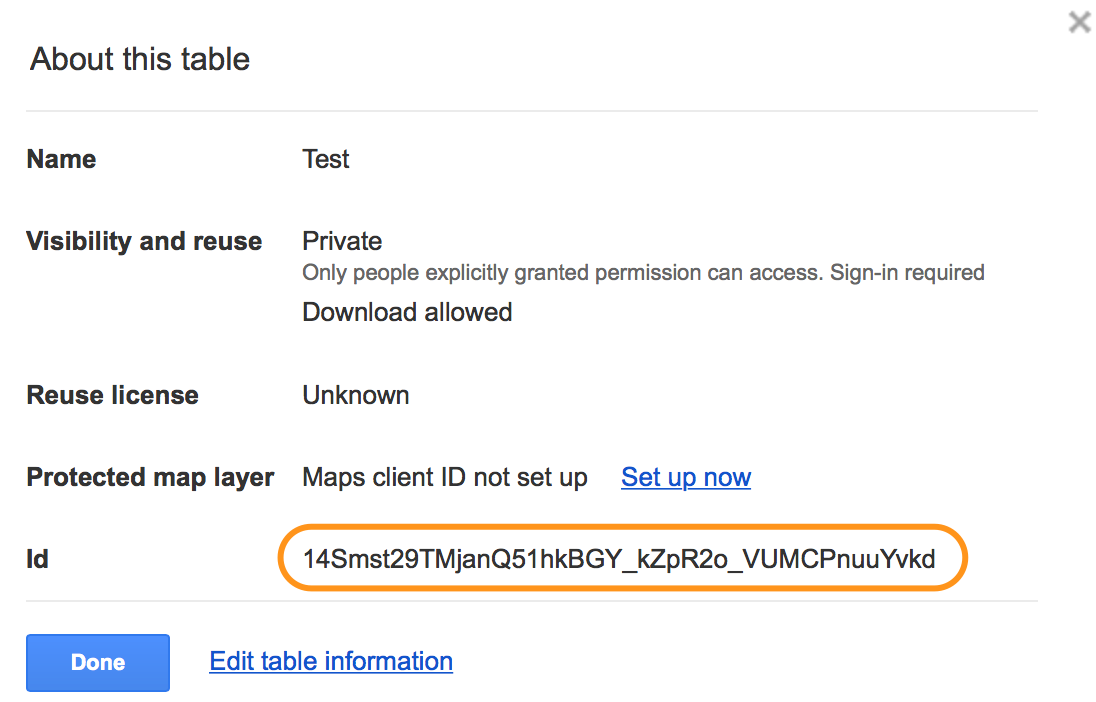 About this table
Name Test
Visibility and reuse Private
Only people explicitly granted permission can access. Sign-in required
Download allowed
Reuse license Unknown
Protected map layer Maps client ID not set up Set up now
Id 14Smst29TMjanQ51hkBGY_kZpR2o_VUMCPnuuYvkd
Done Edit table information